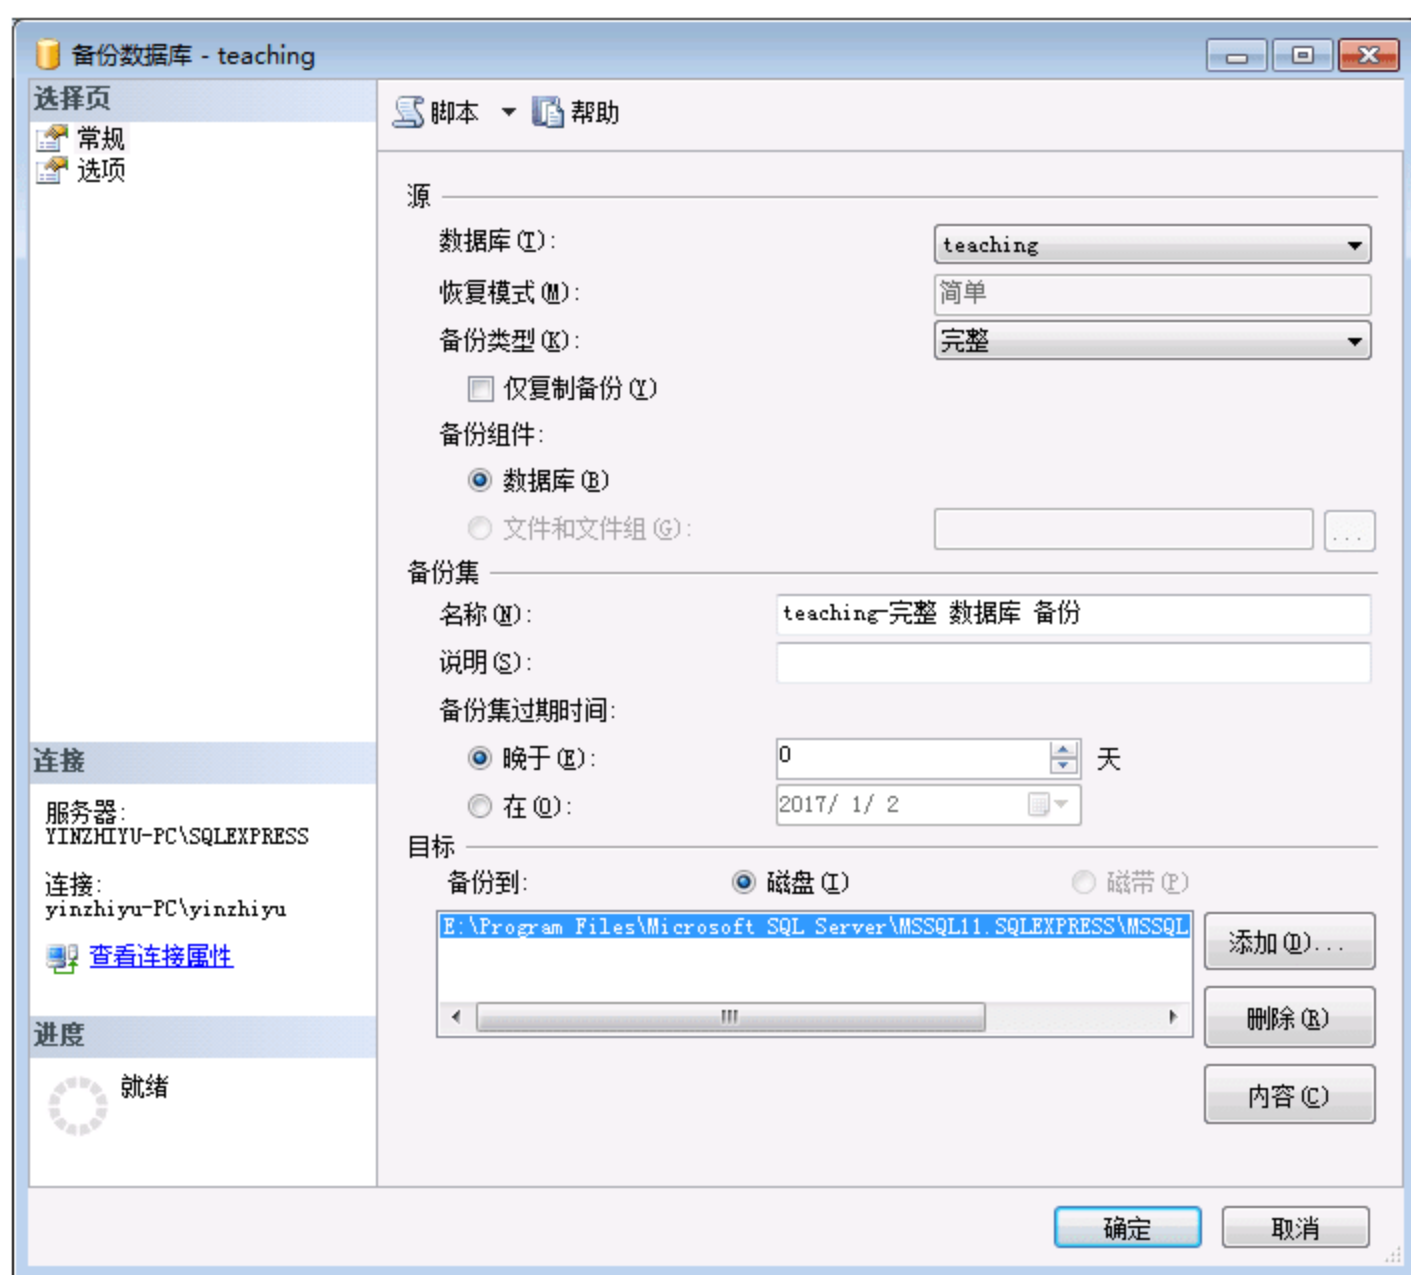 备份数据库 - teaching
选择页
常规
选项
脚本 帮助
源
数据库(T): teaching
恢复模式(M): 简单
备份类型(K): 完整
仅复制备份(Y)
备份组件:
数据库(B)
文件和文件组(G): ...
备份集
名称(N): teaching-完整 数据库 备份
说明(S):
备份集过期时间:
晚于(E): 0 天
在(O): 2017/ 1/ 2
目标
备份到: 磁盘(I) 磁带(P)
E:\Program Files\Microsoft SQL Server\MSSQL11.SQLEXPRESS\MSSQL
添加(D)...
删除(R)
内容(C)
连接
服务器:
YINZHIYU-PC\SQLEXPRESS
连接:
yinzhiyu-PC\yinzhiyu
查看连接属性
进度
就绪
确定 取消